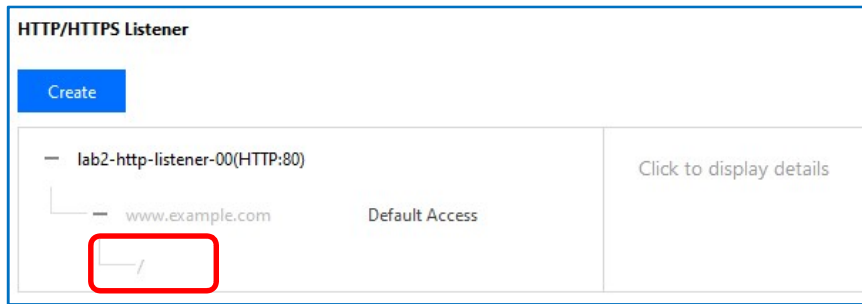 HTTP/HTTPS Listener
Create
lab2-http-listener-00(HTTP:80)
Click to display details
www.example.com Default Access
/